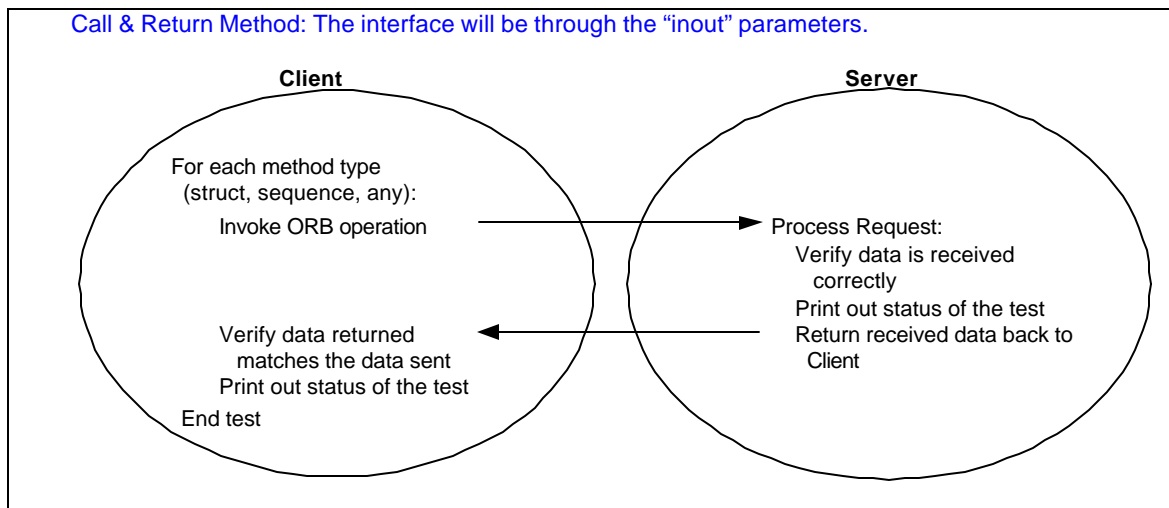 Call & Return Method: The interface will be through the “inout” parameters.
Client
For each method type
(struct, sequence, any):
Invoke ORB operation
Verify data returned
matches the data sent
Print out status of the test
End test
Server
Process Request:
Verify data is received
correctly
Print out status of the test
Return received data back to
Client